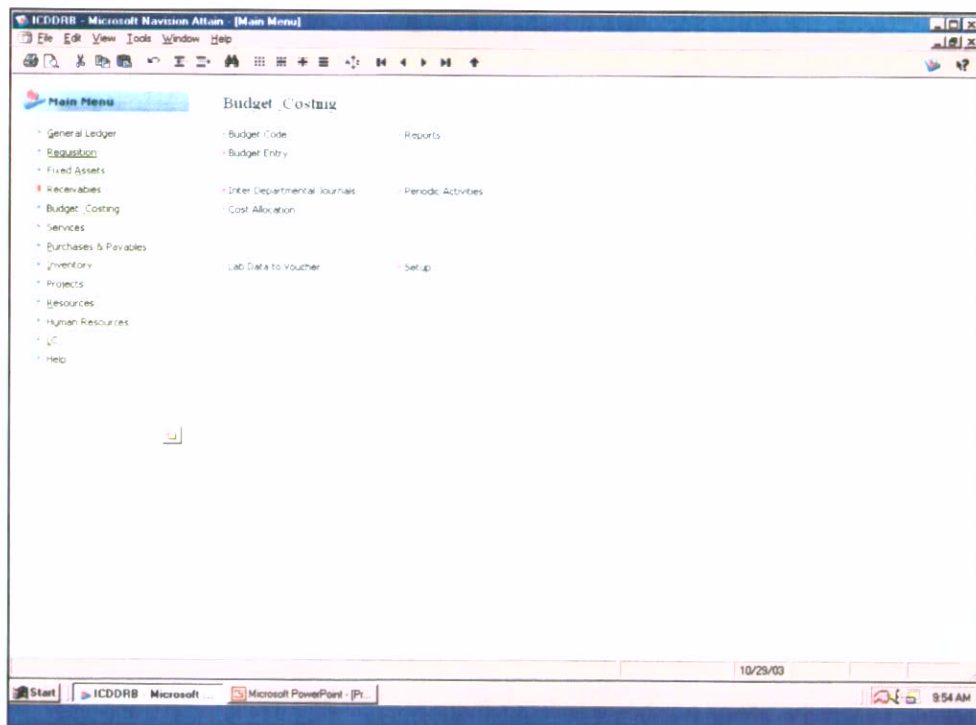 ICDDRB - Microsoft Navision Attain - [Main Menu]
File Edit View Tools Window Help
Main Menu
General Ledger
Requisition
Fixed Assets
Receivables
Budget_Costing
Services
Purchases & Payables
Inventory
Projects
Resources
Human Resources
LC
Help
Budget_Costing
Budget Code
Budget Entry
Inter Departmental Journals
Cost Allocation
Lab Data to Voucher
Reports
Periodic Activities
Setup
10/29/03
Start
ICDDRB - Microsoft ...
Microsoft PowerPoint - [Pr...
9:54 AM